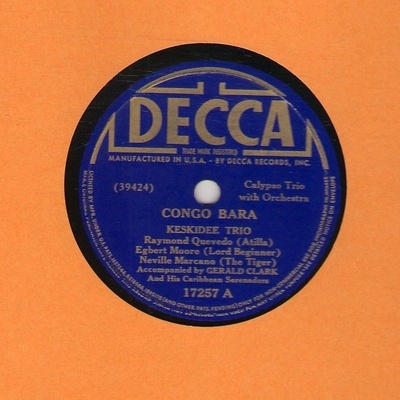 DECCA
TRADE MARK REGISTERED
MANUFACTURED IN U.S.A. - BY DECCA RECORDS, INC.
(39424)
Calypso Trio
with Orchestra
CONGO BARA
KESKIDEE TRIO
Raymond Quevedo (Atilla)
Egbert Moore (Lord Beginner)
Neville Marcano (The Tiger)
Accompanied by GERALD CLARK
And His Caribbean Serenaders
17257 A